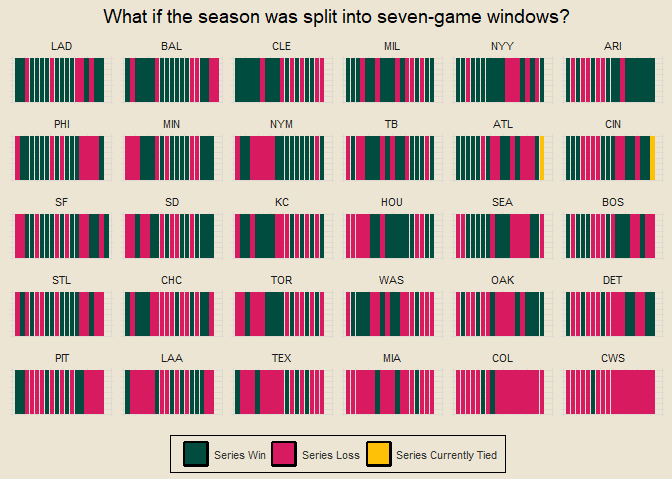 What if the season was split into seven-game windows?
LAD BAL CLE MIL NYY ARI
PHI MIN NYM TB ATL CIN
SF SD KC HOU SEA BOS
STL CHC TOR WAS OAK DET
PIT LAA TEX MIA COL CWS
Series Win Series Loss Series Currently Tied